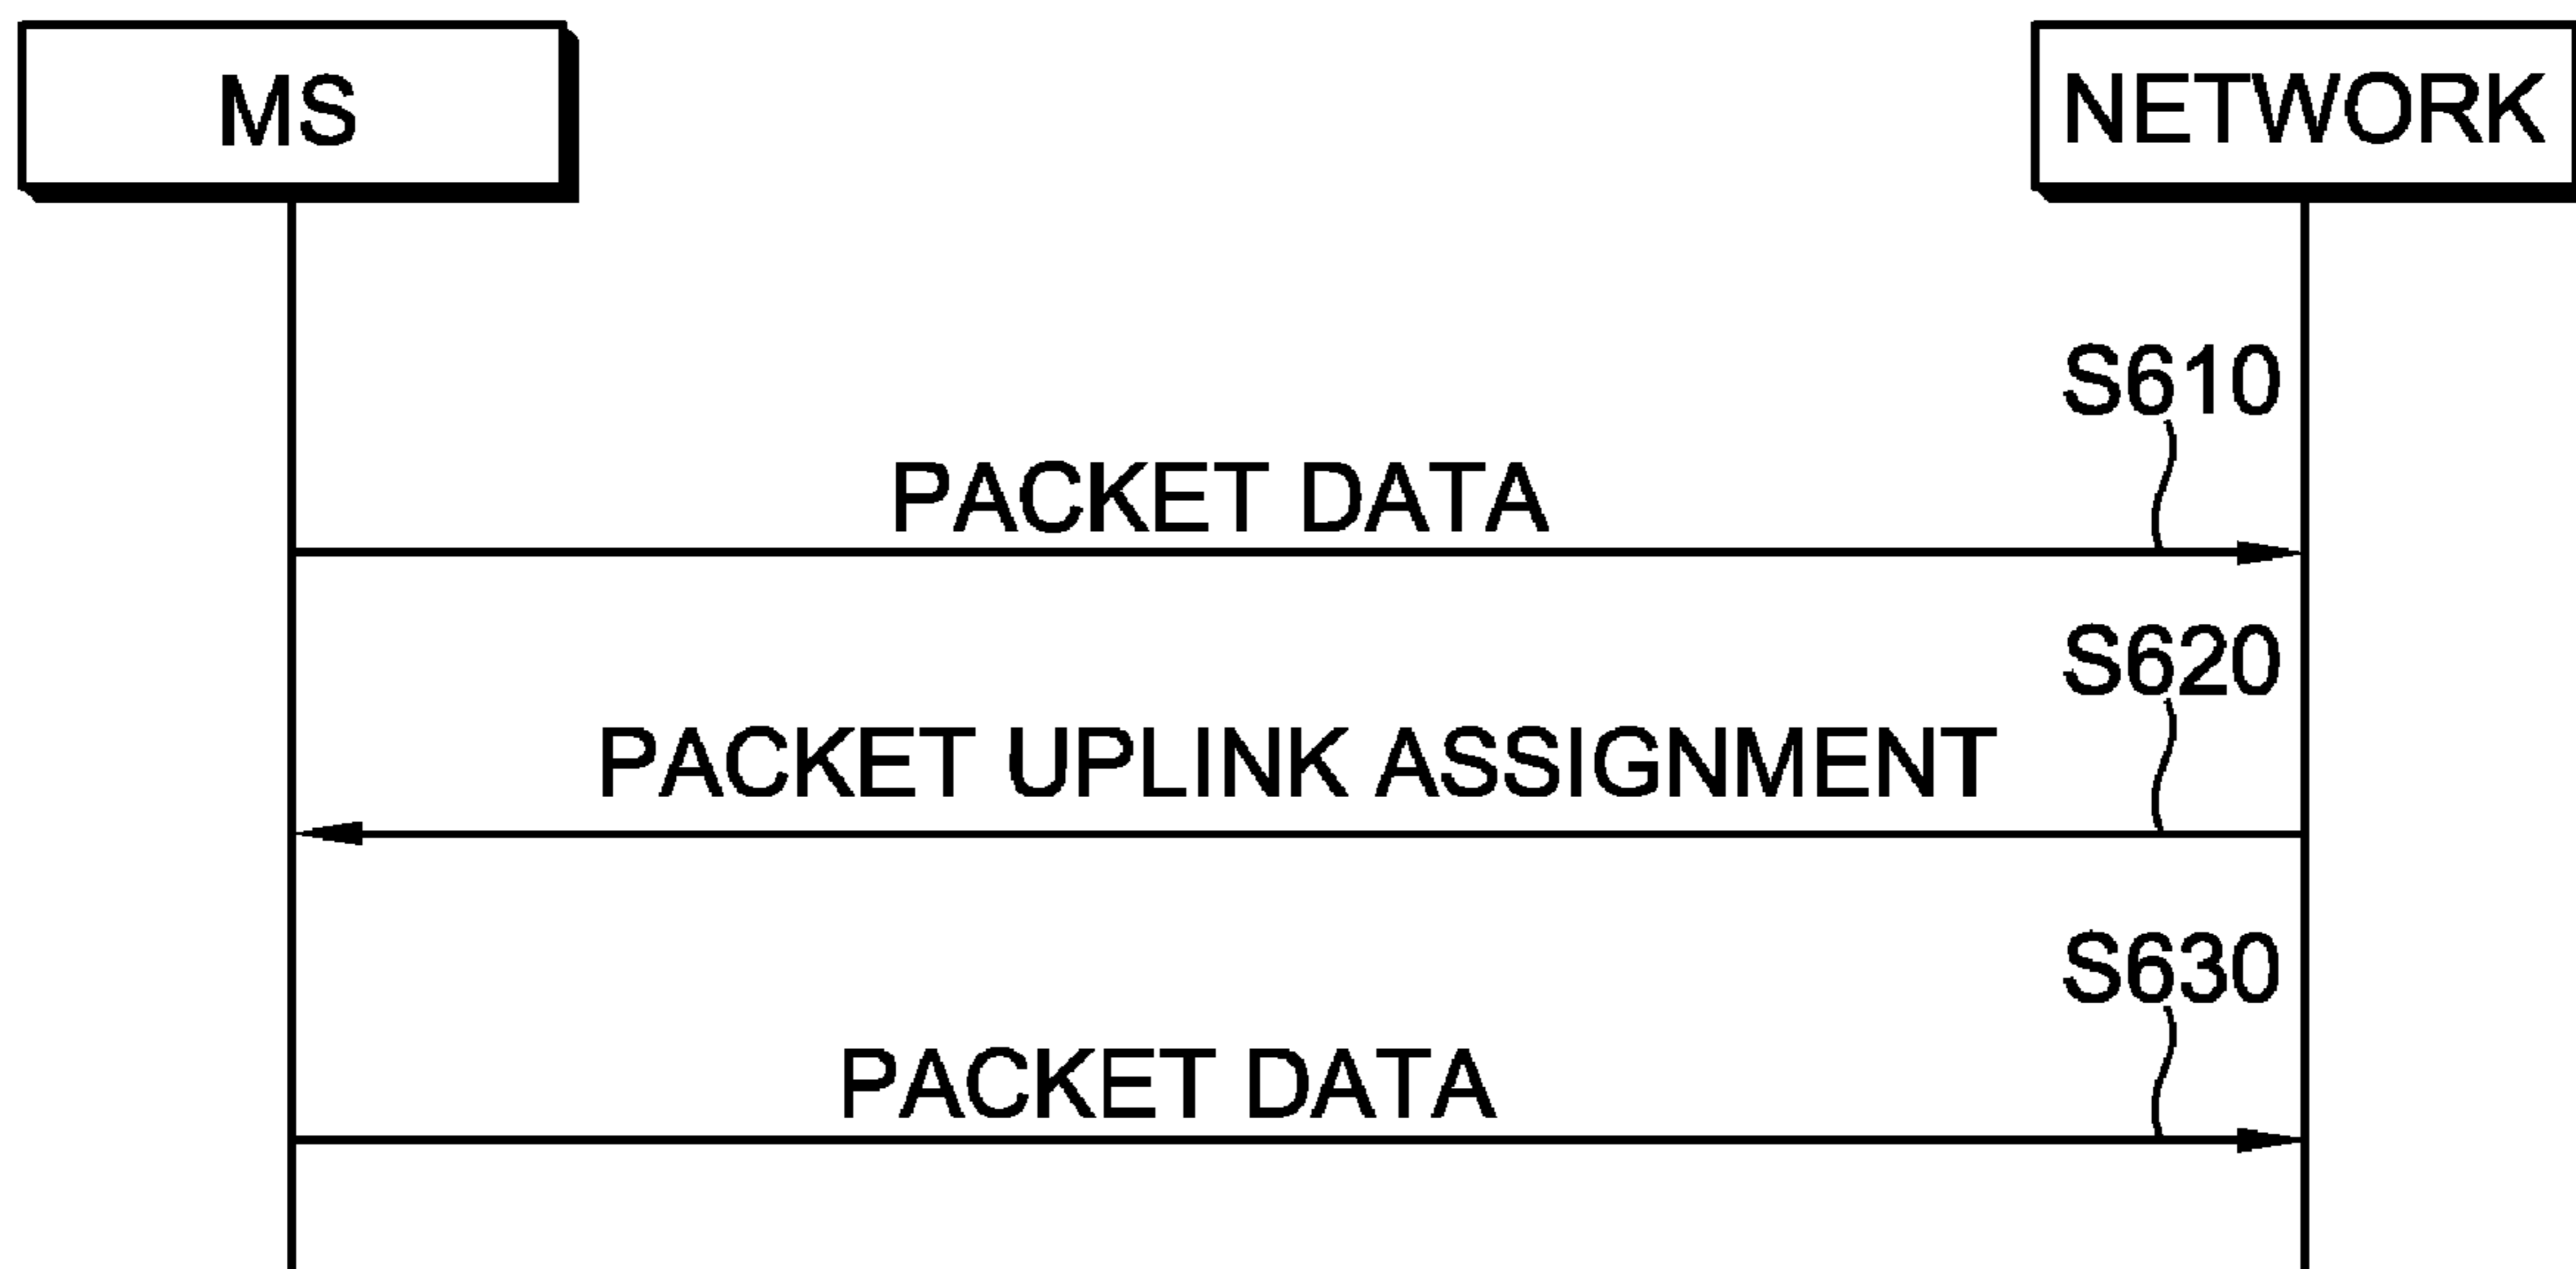 MS
NETWORK
S610
PACKET DATA
S620
PACKET UPLINK ASSIGNMENT
S630
PACKET DATA